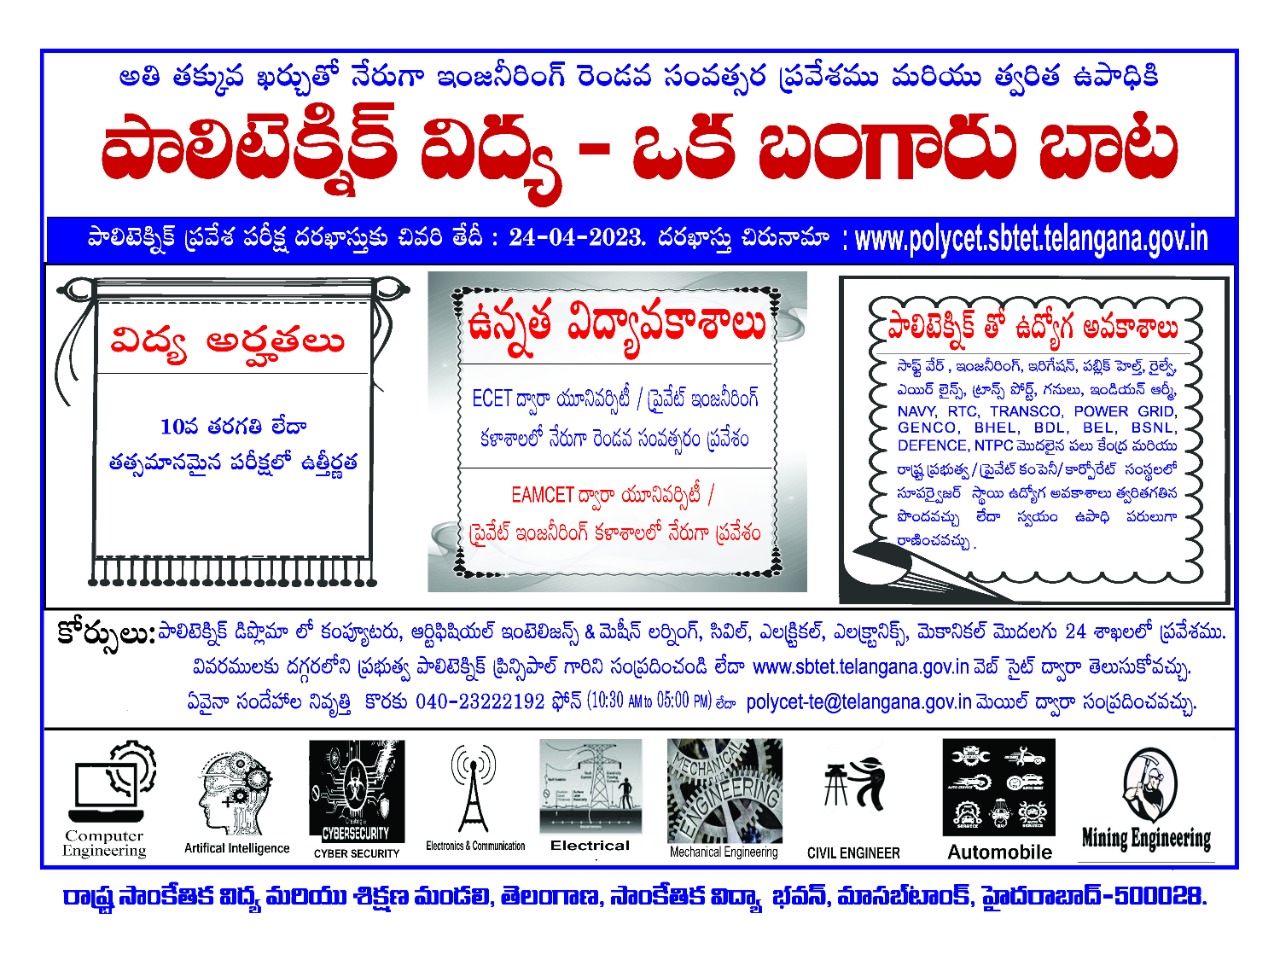 అతి తక్కువ ఖర్చుతో నేరుగా ఇంజనీరింగ్ రెండవ సంవత్సర ప్రవేశము మరియు త్వరిత ఉపాధికి
పాలిటెక్నిక్ విద్య - ఒక బంగారు బాట
పాలిటెక్నిక్ ప్రవేశ పరీక్ష దరఖాస్తుకు చివరి తేదీ : 24-04-2023. దరఖాస్తు చిరునామా : www.polycet.sbtet.telangana.gov.in
విద్య అర్హతలు
10వ తరగతి లేదా
తత్సమానమైన పరీక్షలో ఉత్తీర్ణత
ఉన్నత విద్యావకాశాలు
ECET ద్వారా యూనివర్సిటీ / ప్రైవేట్ ఇంజనీరింగ్
కళాశాలలో నేరుగా రెండవ సంవత్సరం ప్రవేశం
EAMCET ద్వారా యూనివర్సిటీ /
ప్రైవేట్ ఇంజనీరింగ్ కళాశాలలో నేరుగా ప్రవేశం
పాలిటెక్నిక్ తో ఉద్యోగ అవకాశాలు
సాఫ్ట్ వేర్ , ఇంజనీరింగ్, ఇరిగేషన్, పబ్లిక్ హెల్త్, రైల్వే,
ఎయిర్ లైన్స్, ట్రాన్స్ పోర్ట్, గనులు, ఇండియన్ ఆర్మీ,
NAVY, RTC, TRANSCO, POWER GRID,
GENCO, BHEL, BDL, BEL, BSNL,
DEFENCE, NTPC మొదలైన పలు కేంద్ర మరియు
రాష్ట్ర ప్రభుత్వ / ప్రైవేట్ కంపెనీ/ కార్పోరేట్ సంస్థలలో
సూపర్వైజర్ స్థాయి ఉద్యోగ అవకాశాలు త్వరితగతిన
పొందవచ్చు లేదా స్వయం ఉపాధి పరులుగా
రాణించవచ్చు.
కోర్సులు: పాలిటెక్నిక్ డిప్లొమా లో కంప్యూటరు, ఆర్టిఫిషియల్ ఇంటెలిజన్స్ & మెషీన్ లర్నింగ్, సివిల్, ఎలక్ట్రికల్, ఎలక్ట్రానిక్స్, మెకానికల్ మొదలగు 24 శాఖలలో ప్రవేశము.
వివరములకు దగ్గరలోని ప్రభుత్వ పాలిటెక్నిక్ ప్రిన్సిపాల్ గారిని సంప్రదించండి లేదా www.sbtet.telangana.gov.in వెబ్ సైట్ ద్వారా తెలుసుకోవచ్చు.
ఏవైనా సందేహాల నివృత్తి కొరకు 040-23222192 ఫోన్ (10:30 AM to 05:00 PM) లేదా polycet-te@telangana.gov.in మెయిల్ ద్వారా సంప్రదించవచ్చు.
Computer
Engineering
Artifical Intelligence
CYBERSECURITY
CYBER SECURITY
Electronics & Communication
Electrical
MECHANICAL
ENGINEERING
Mechanical Engineering
CIVIL ENGINEER
Automobile
Mining Engineering
రాష్ట్ర సాంకేతిక విద్య మరియు శిక్షణ మండలి, తెలంగాణ, సాంకేతిక విద్యా భవన్, మాసబ్‌టాంక్, హైదరాబాద్-500028.